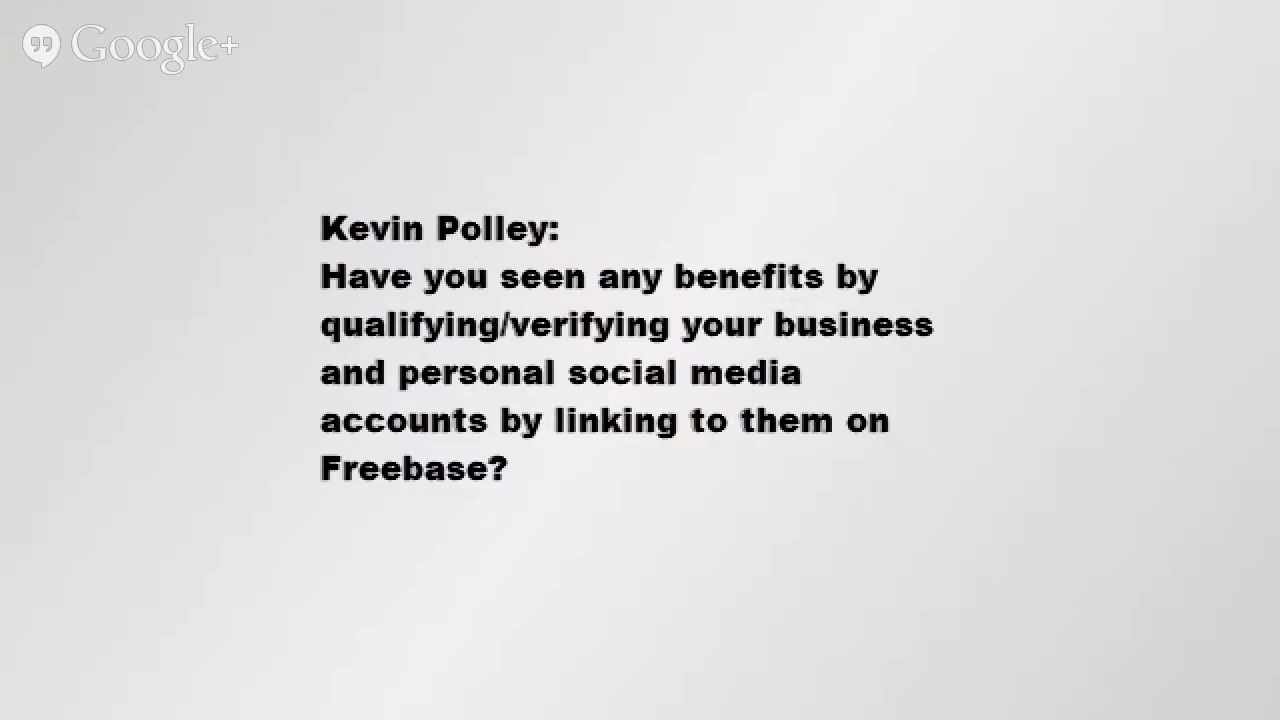 Google+
Kevin Polley:
Have you seen any benefits by
qualifying/verifying your business
and personal social media
accounts by linking to them on
Freebase?